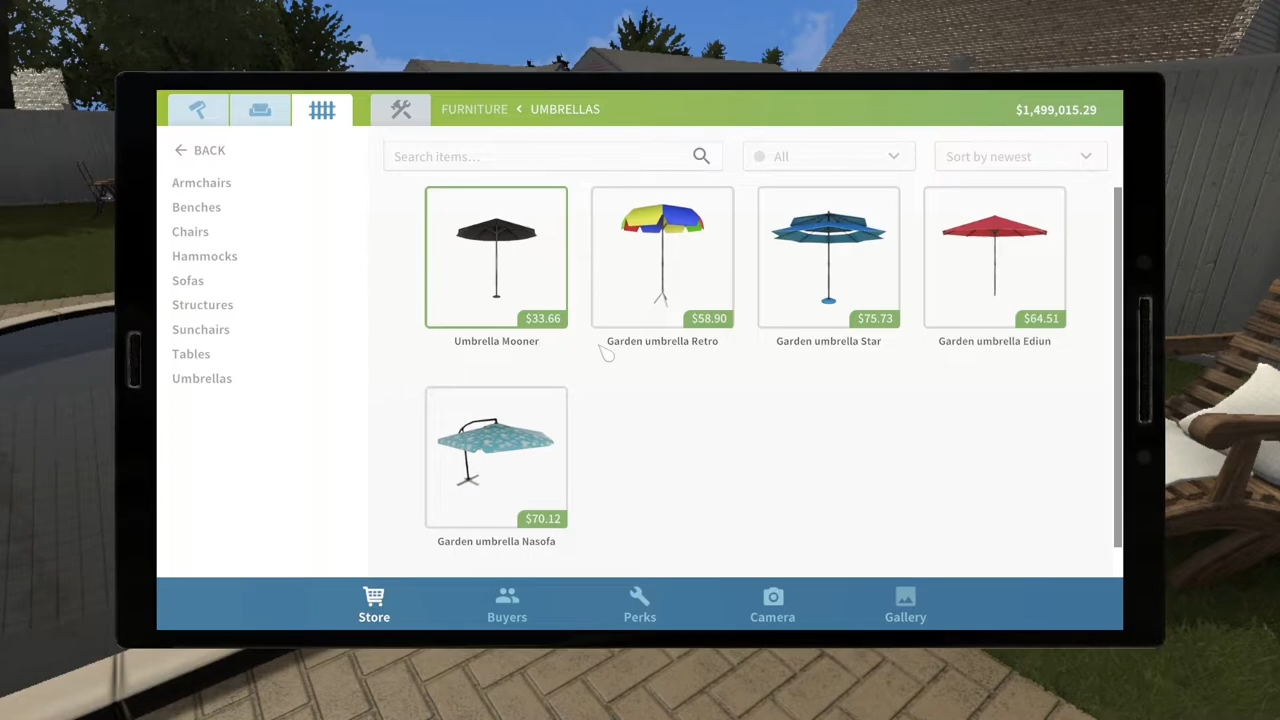 FURNITURE < UMBRELLAS
$1,499,015.29
BACK
Search items...
All
Sort by newest
Armchairs
Benches
Chairs
Hammocks
Sofas
Structures
Sunchairs
Tables
Umbrellas
$33.66
$58.90
$75.73
$64.51
Umbrella Mooner
Garden umbrella Retro
Garden umbrella Star
Garden umbrella Ediun
$70.12
Garden umbrella Nasofa
Store
Buyers
Perks
Camera
Gallery